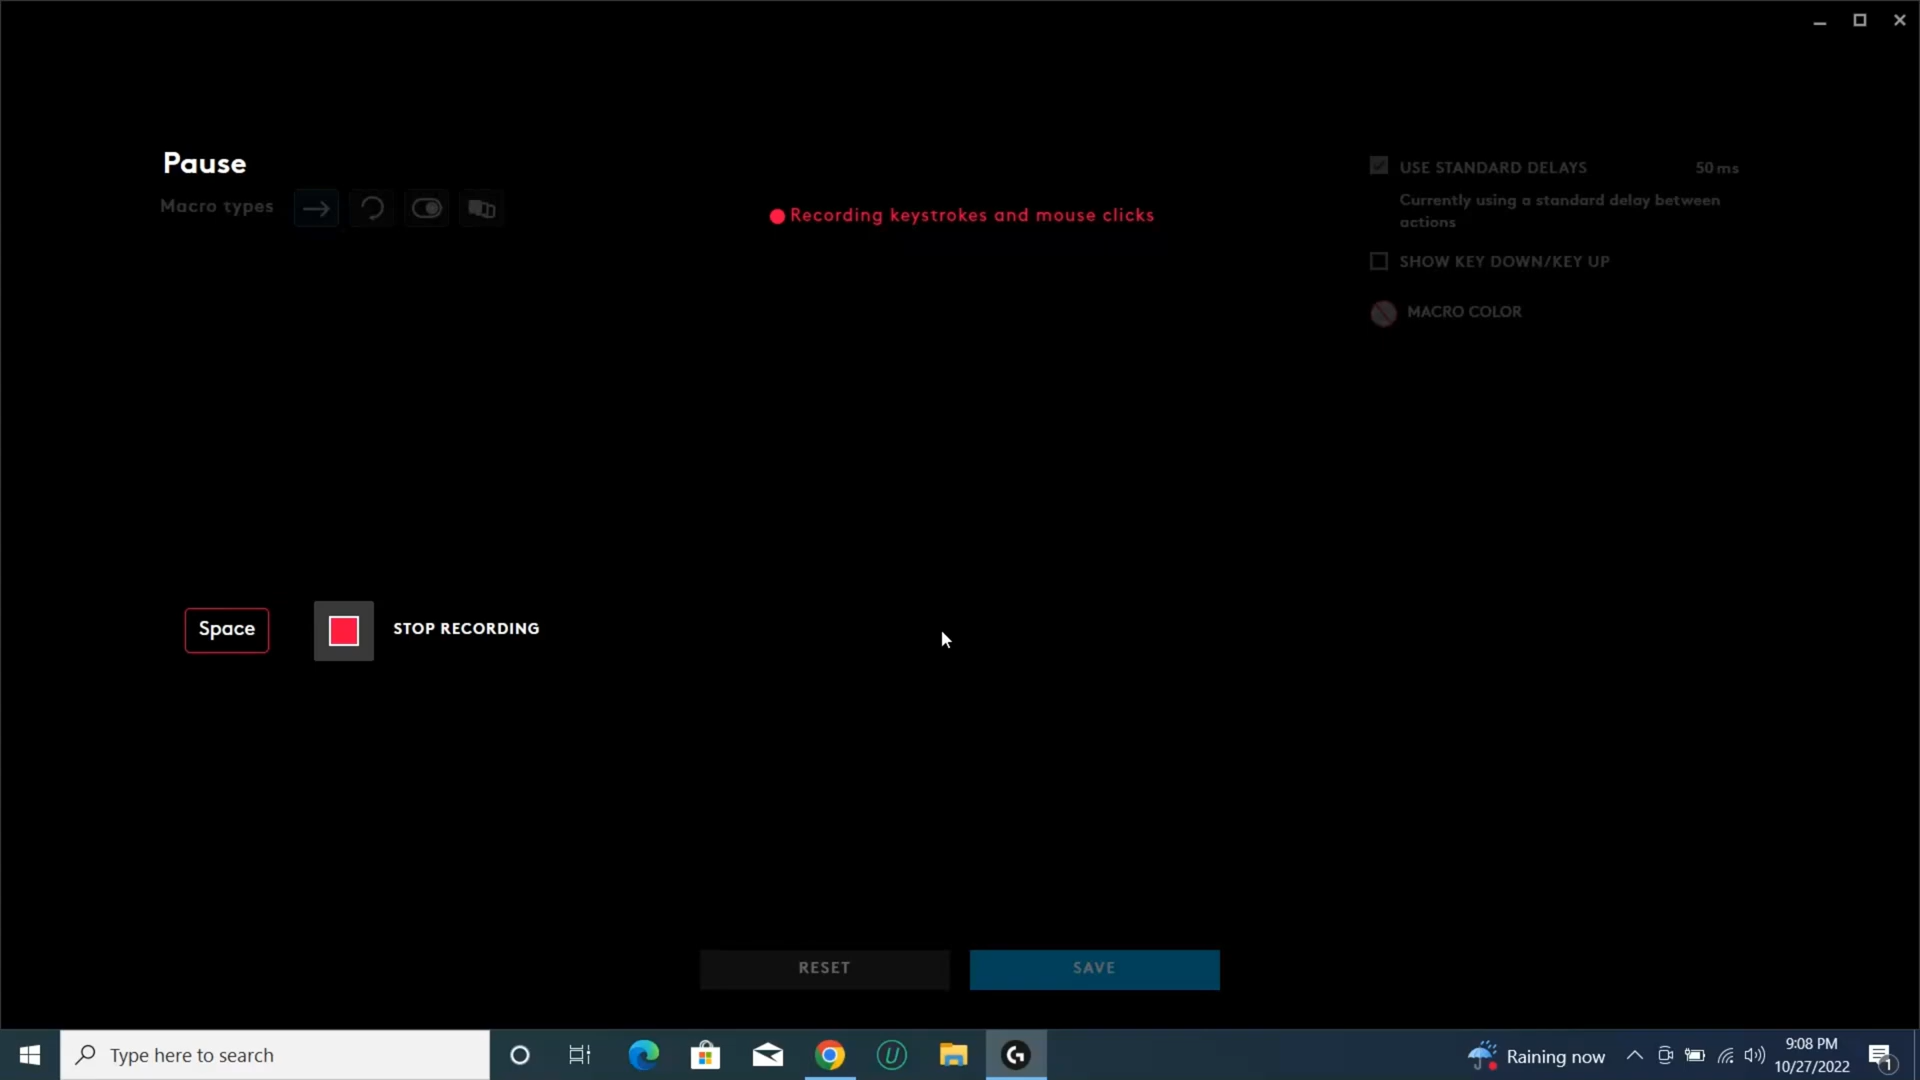 Pause
Macro types
Recording keystrokes and mouse clicks
USE STANDARD DELAYS 50 ms
Currently using a standard delay between
actions
SHOW KEY DOWN/KEY UP
MACRO COLOR
Space
STOP RECORDING
RESET
SAVE
Type here to search
Raining now
9:08 PM
10/27/2022
1